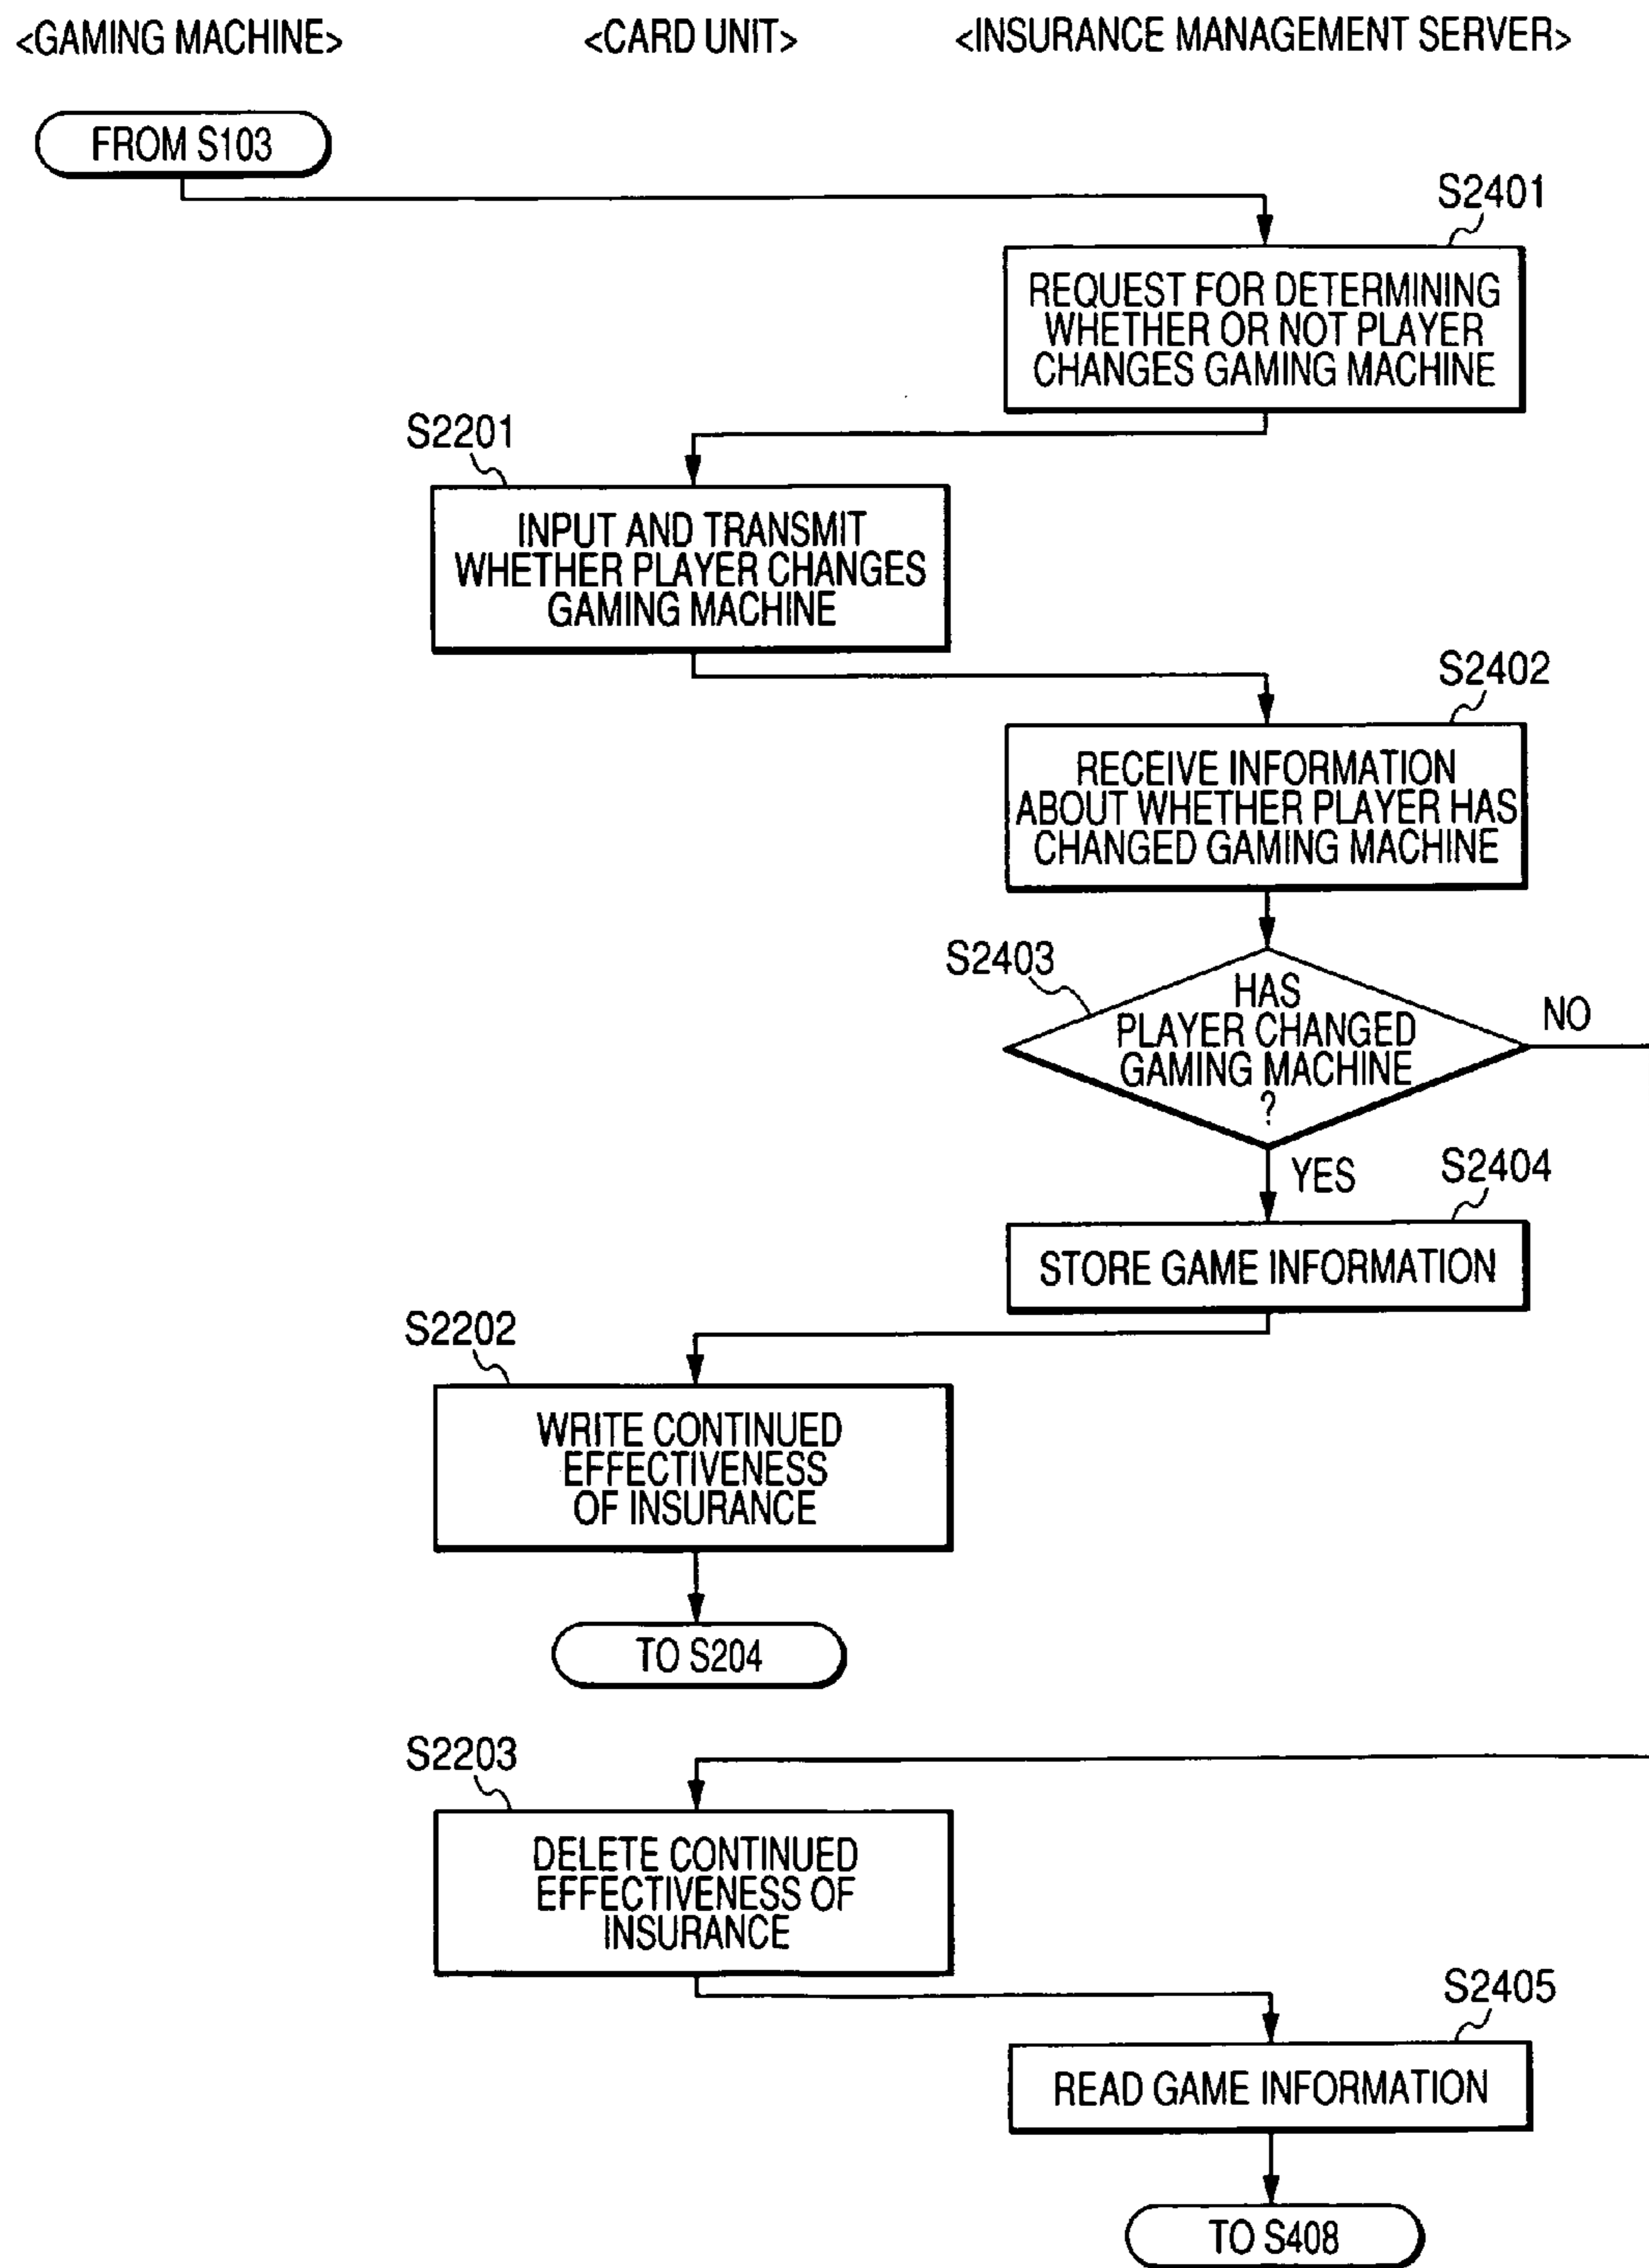 <GAMING MACHINE> <CARD UNIT> <INSURANCE MANAGEMENT SERVER>
FROM S103
S2401
REQUEST FOR DETERMINING
WHETHER OR NOT PLAYER
CHANGES GAMING MACHINE
S2201
INPUT AND TRANSMIT
WHETHER PLAYER CHANGES
GAMING MACHINE
S2402
RECEIVE INFORMATION
ABOUT WHETHER PLAYER HAS
CHANGED GAMING MACHINE
S2403
HAS
PLAYER CHANGED
GAMING MACHINE
?
NO
YES
S2404
STORE GAME INFORMATION
S2202
WRITE CONTINUED
EFFECTIVENESS
OF INSURANCE
TO S204
S2203
DELETE CONTINUED
EFFECTIVENESS OF
INSURANCE
S2405
READ GAME INFORMATION
TO S408